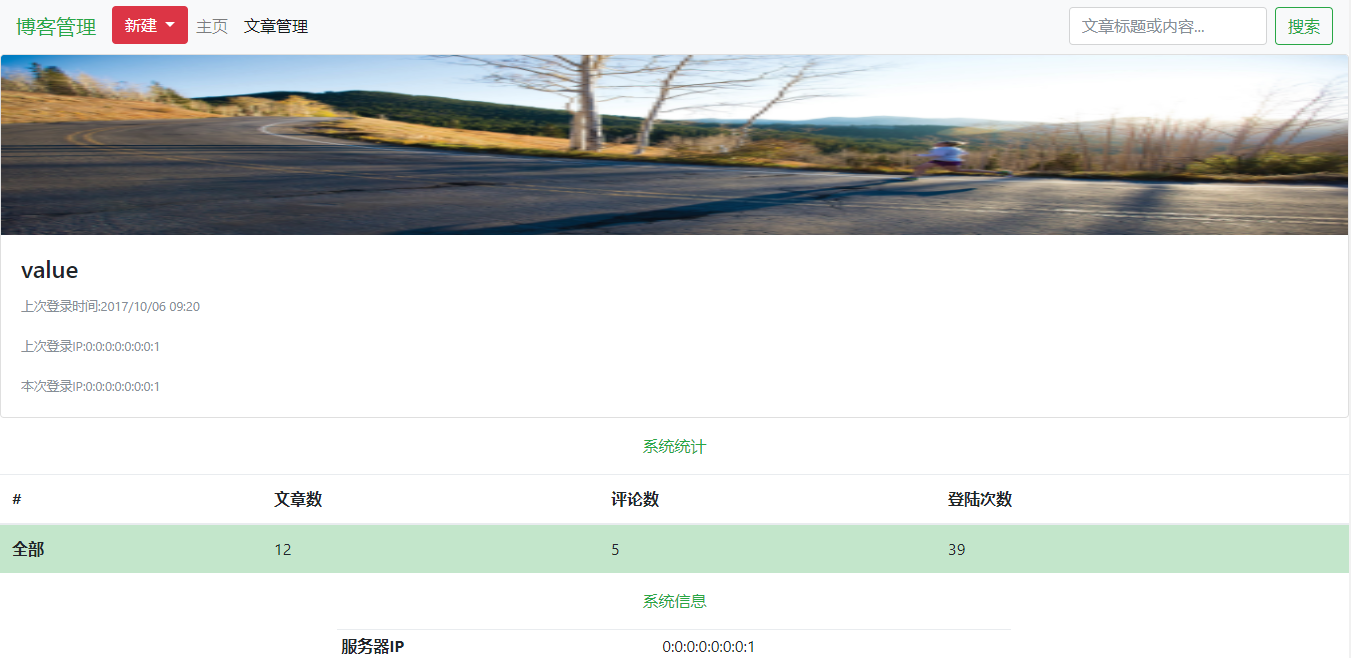 博客管理 新建 主页 文章管理 文章标题或内容... 搜索
value
上次登录时间:2017/10/06 09:20
上次登录IP:0:0:0:0:0:0:0:1
本次登录IP:0:0:0:0:0:0:0:1
系统统计
# 文章数 评论数 登陆次数
全部 12 5 39
系统信息
服务器IP 0:0:0:0:0:0:0:1